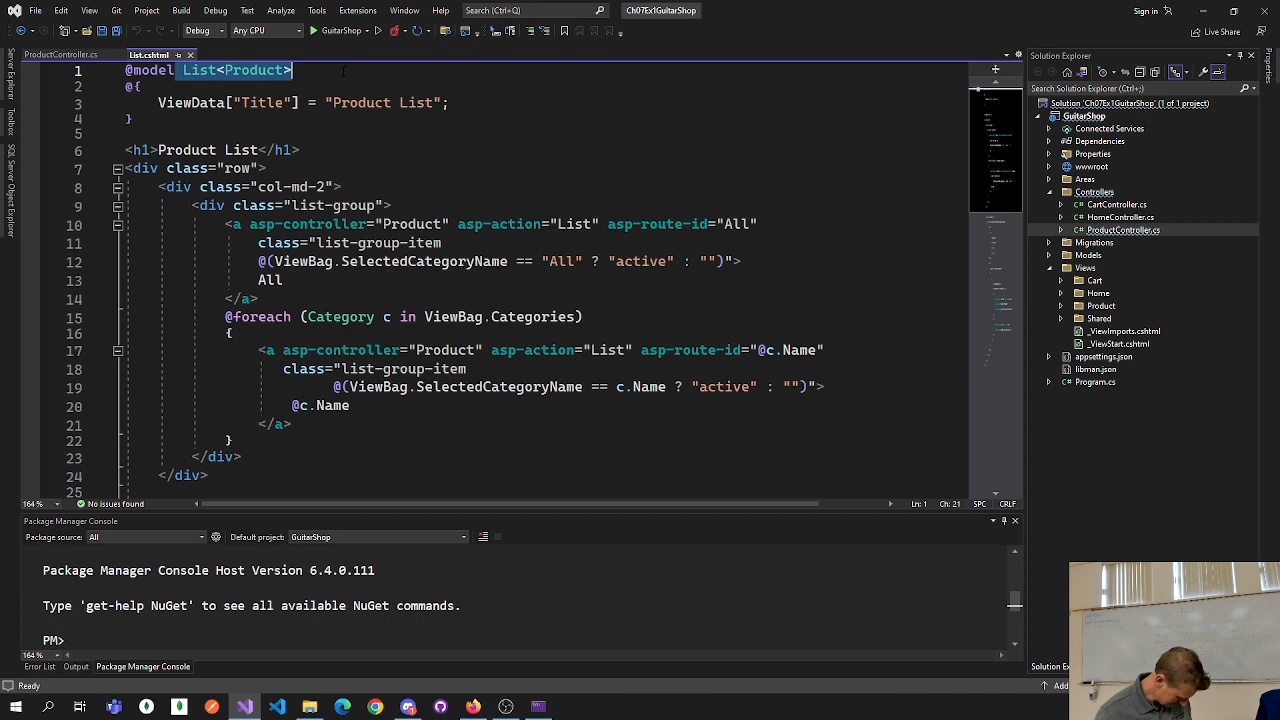 File Edit View Git Project Build Debug Test Analyze Tools Extensions Window Help Search (Ctrl+Q) Ch07Ex1GuitarShop Sign in
Debug Any CPU GuitarShop Live Share
ProductController.cs List.cshtml
Server Explorer
Toolbox
SQL Server Object Explorer
1 @model List<Product>
2 @{
3 ViewData["Title"] = "Product List";
4 }
5
6 <h1>Product List</h1>
7 <div class="row">
8 <div class="col-md-2">
9 <div class="list-group">
10 <a asp-controller="Product" asp-action="List" asp-route-id="All"
11 class="list-group-item
12 @(ViewBag.SelectedCategoryName == "All" ? "active" : "")">
13 All
14 </a>
15 @foreach (Category c in ViewBag.Categories)
16 {
17 <a asp-controller="Product" asp-action="List" asp-route-id="@c.Name"
18 class="list-group-item
19 @(ViewBag.SelectedCategoryName == c.Name ? "active" : "")">
20 @c.Name
21 </a>
22 }
23 </div>
24 </div>
25
164 % No issues found Ln: 1 Ch: 21 SPC CRLF
Package Manager Console
Package source: All Default project: GuitarShop
Package Manager Console Host Version 6.4.0.111
Type 'get-help NuGet' to see all available NuGet commands.
PM>
164 %
Error List Output Package Manager Console
Ready
Solution Explorer
Search Solution Explorer (Ctrl+;)
Solution 'Ch07Ex1GuitarShop' (1 of 1 project)
GuitarShop
Connected Services
Dependencies
Properties
wwwroot
Areas
Controllers
CartController.cs
HomeController.cs
ProductController.cs
Migrations
Models
Views
Cart
Home
Product
Shared
_ViewImports.cshtml
_ViewStart.cshtml
appsettings.json
libman.json
Program.cs
Properties
Solution Ex
Add